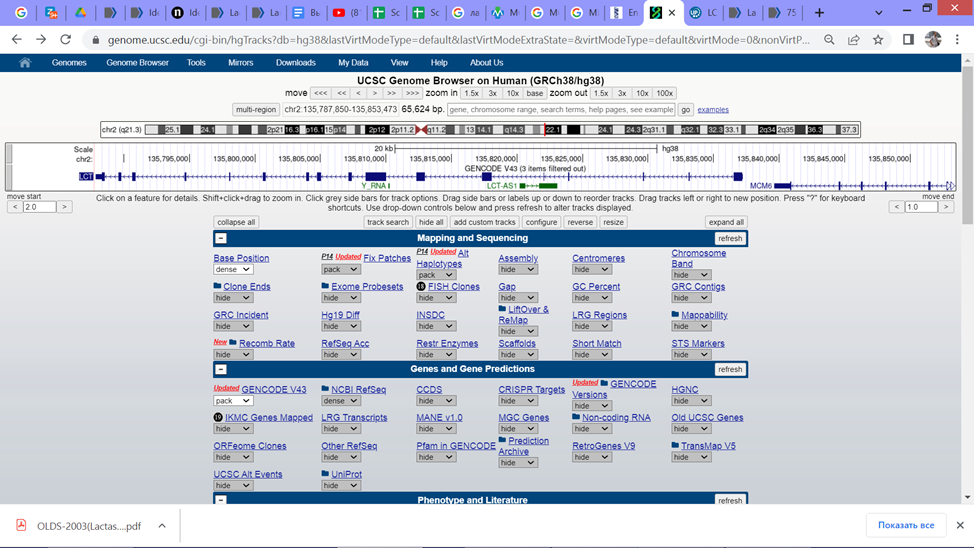 Id
Id
La
La
Вы
(8
Sc
Sc
ла
M
M
M
En
LC
La
75
genome.ucsc.edu/cgi-bin/hgTracks?db=hg38&lastVirtModeType=default&lastVirtModeExtraState=&virtModeType=default&virtMode=0&nonVirtP...
Genomes Genome Browser Tools Mirrors Downloads My Data View Help About Us
UCSC Genome Browser on Human (GRCh38/hg38)
move <<< << < > >> >>> zoom in 1.5x 3x 10x base zoom out 1.5x 3x 10x 100x
multi-region chr2:135,787,850-135,853,473 65,624 bp. gene, chromosome range, search terms, help pages, see example go examples
chr2 (q21.3) 25.1 24.1 2p21 16.3 p16.1 15 p14 2p12 2p11.2 q11.2 13 14.1 q14.3 22.1 24.1 24.3 2q31.1 32.1 32.3 33.1 2q34 2q35 36.3 37.3
Scale 20 kb hg38
chr2: 135,795,000 135,800,000 135,805,000 135,810,000 135,815,000 135,820,000 135,825,000 135,830,000 135,835,000 135,840,000 135,845,000 135,850,000
GENCODE V43 (3 items filtered out)
LCT
Y_RNA LCT-AS1 MCM6
move start Click on a feature for details. Shift+click+drag to zoom in. Click grey side bars for track options. Drag side bars or labels up or down to reorder tracks. Drag tracks left or right to new position. Press "?" for keyboard move end
< 2.0 > shortcuts. Use drop-down controls below and press refresh to alter tracks displayed. < 1.0 >
collapse all track search hide all add custom tracks configure reverse resize expand all
- Mapping and Sequencing refresh
Base Position P14 Updated Fix Patches P14 Updated Alt Haplotypes Assembly Centromeres Chromosome Band
dense pack pack hide hide hide
Clone Ends Exome Probesets FISH Clones Gap GC Percent GRC Contigs
hide hide hide hide hide hide
GRC Incident Hg19 Diff INSDC LiftOver & ReMap LRG Regions Mappability
hide hide hide hide hide hide
New Recomb Rate RefSeq Acc Restr Enzymes Scaffolds Short Match STS Markers
hide hide hide hide hide hide
- Genes and Gene Predictions refresh
Updated GENCODE V43 NCBI RefSeq CCDS CRISPR Targets Updated GENCODE Versions HGNC
pack dense hide hide hide hide
19 IKMC Genes Mapped LRG Transcripts MANE v1.0 MGC Genes Non-coding RNA Old UCSC Genes
hide hide hide hide hide hide
ORFeome Clones Other RefSeq Pfam in GENCODE Prediction Archive RetroGenes V9 TransMap V5
hide hide hide hide hide hide
UCSC Alt Events UniProt
hide hide
- Phenotype and Literature refresh
OLDS-2003(Lactas....pdf Показать все